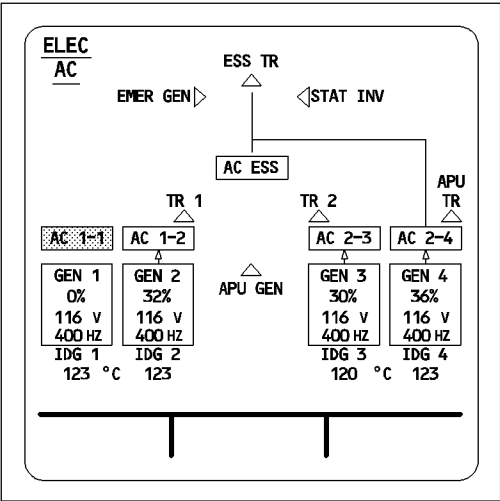 ELEC
AC
ESS TR
EMER GEN
STAT INV
AC ESS
APU
TR
TR 1
TR 2
AC 1-1
AC 1-2
AC 2-3
AC 2-4
GEN 1
0%
116 V
400 HZ
IDG 1
123 °C
GEN 2
32%
116 V
400 HZ
IDG 2
123
APU GEN
GEN 3
30%
116 V
400 HZ
IDG 3
120 °C
GEN 4
36%
116 V
400 HZ
IDG 4
123